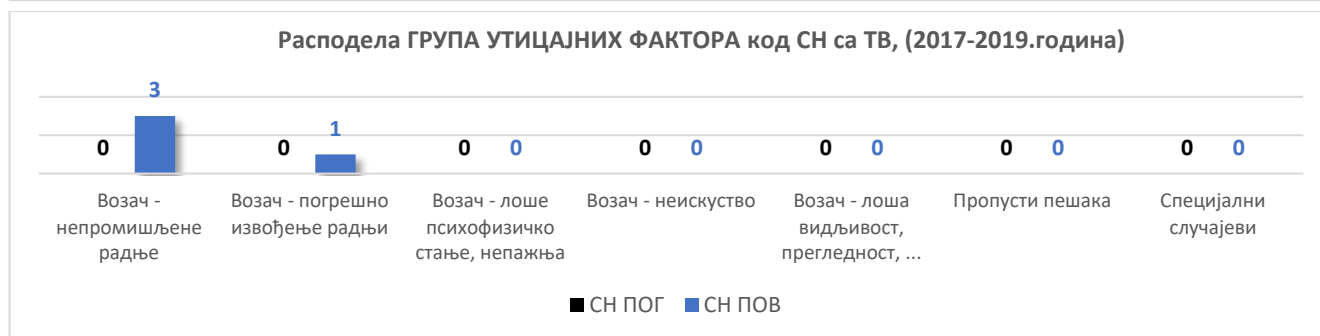 Расподела ГРУПА УТИЦАЈНИХ ФАКТОРА код СН са ТВ, (2017-2019.година)
3
0
0 1
0 0
0 0
0 0
0 0
0 0
Возач -
непромишљене
радње
Возач - погрешно
извођење радњи
Возач - лоше
психофизичко
стање, непажња
Возач - неискуство
Возач - лоша
видљивост,
прегледност, ...
Пропусти пешака
Специјални
случајеви
СН ПОГ СН ПОВ